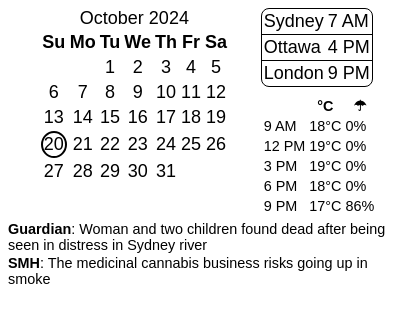 October 2024
Su Mo Tu We Th Fr Sa
1 2 3 4 5
6 7 8 9 10 11 12
13 14 15 16 17 18 19
20 21 22 23 24 25 26
27 28 29 30 31
Sydney 7 AM
Ottawa 4 PM
London 9 PM
°C ☂
9 AM 18°C 0%
12 PM 19°C 0%
3 PM 19°C 0%
6 PM 18°C 0%
9 PM 17°C 86%
Guardian: Woman and two children found dead after being
seen in distress in Sydney river
SMH: The medicinal cannabis business risks going up in
smoke